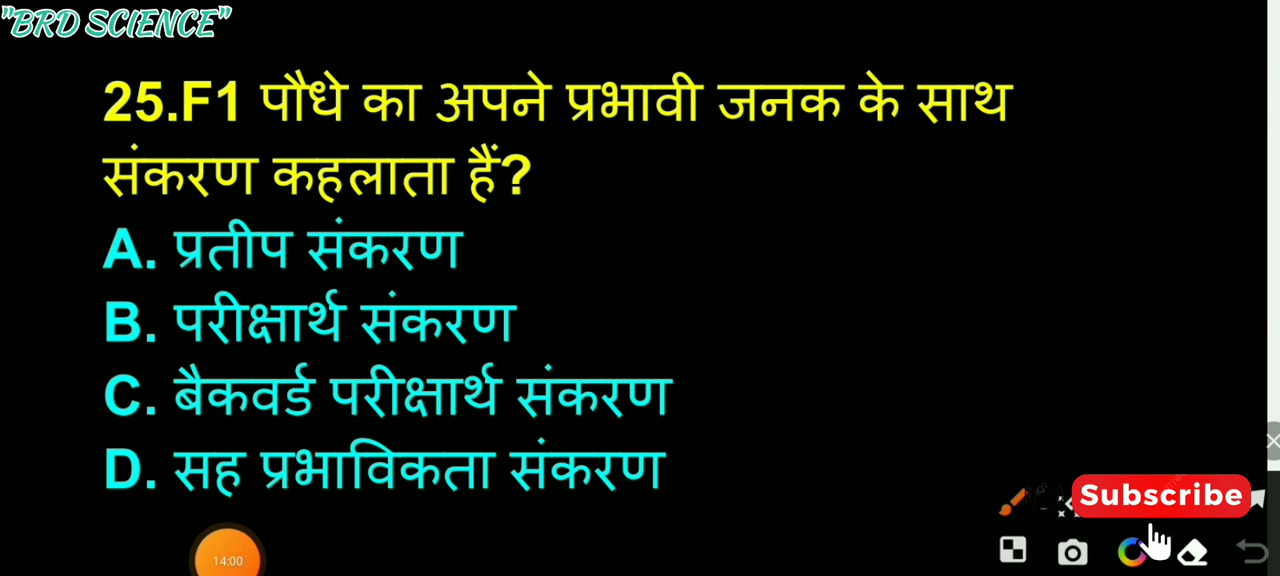 "BRD SCIENCE"
25.F1 पौधे का अपने प्रभावी जनक के साथ
संकरण कहलाता हैं?
A. प्रतीप संकरण
B. परीक्षार्थ संकरण
C. बैकवर्ड परीक्षार्थ संकरण
D. सह प्रभाविकता संकरण
Subscribe
14:00